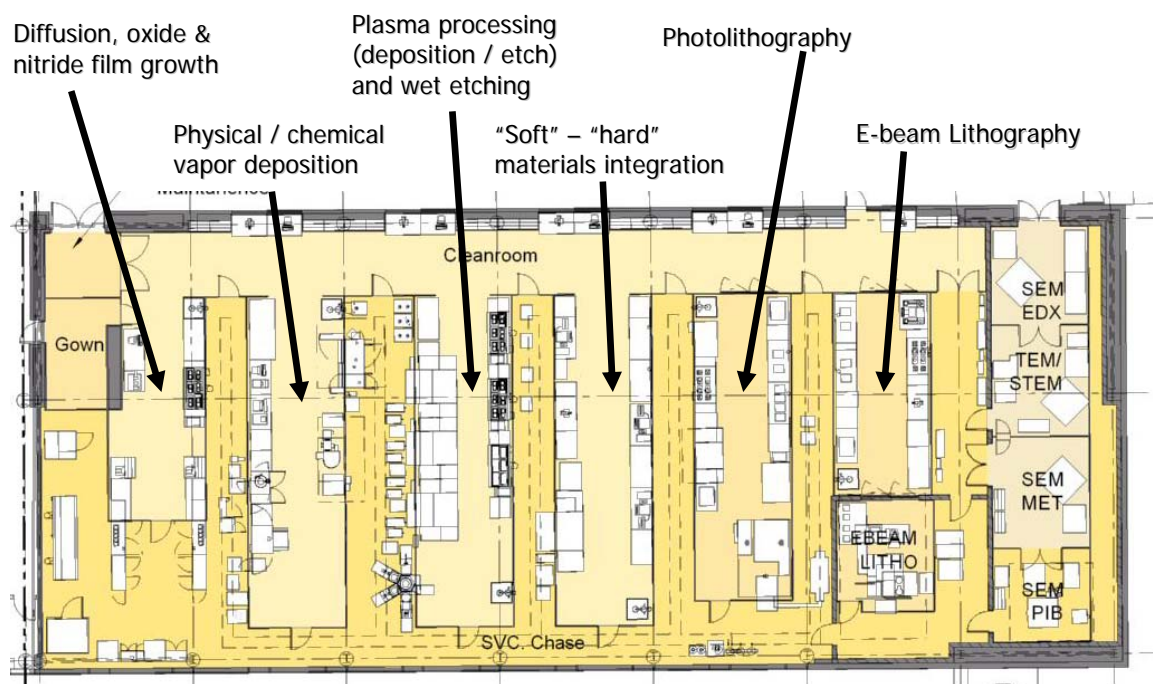 Diffusion, oxide &
nitride film growth
Plasma processing
(deposition / etch)
and wet etching
Photolithography
Physical / chemical
vapor deposition
“Soft” – “hard”
materials integration
E-beam Lithography
Maintanence
Cleanroom
Gown
SEM
EDX
TEM/
STEM
SEM
MET
EBEAM
LITHO
SEM
PIB
SVC. Chase